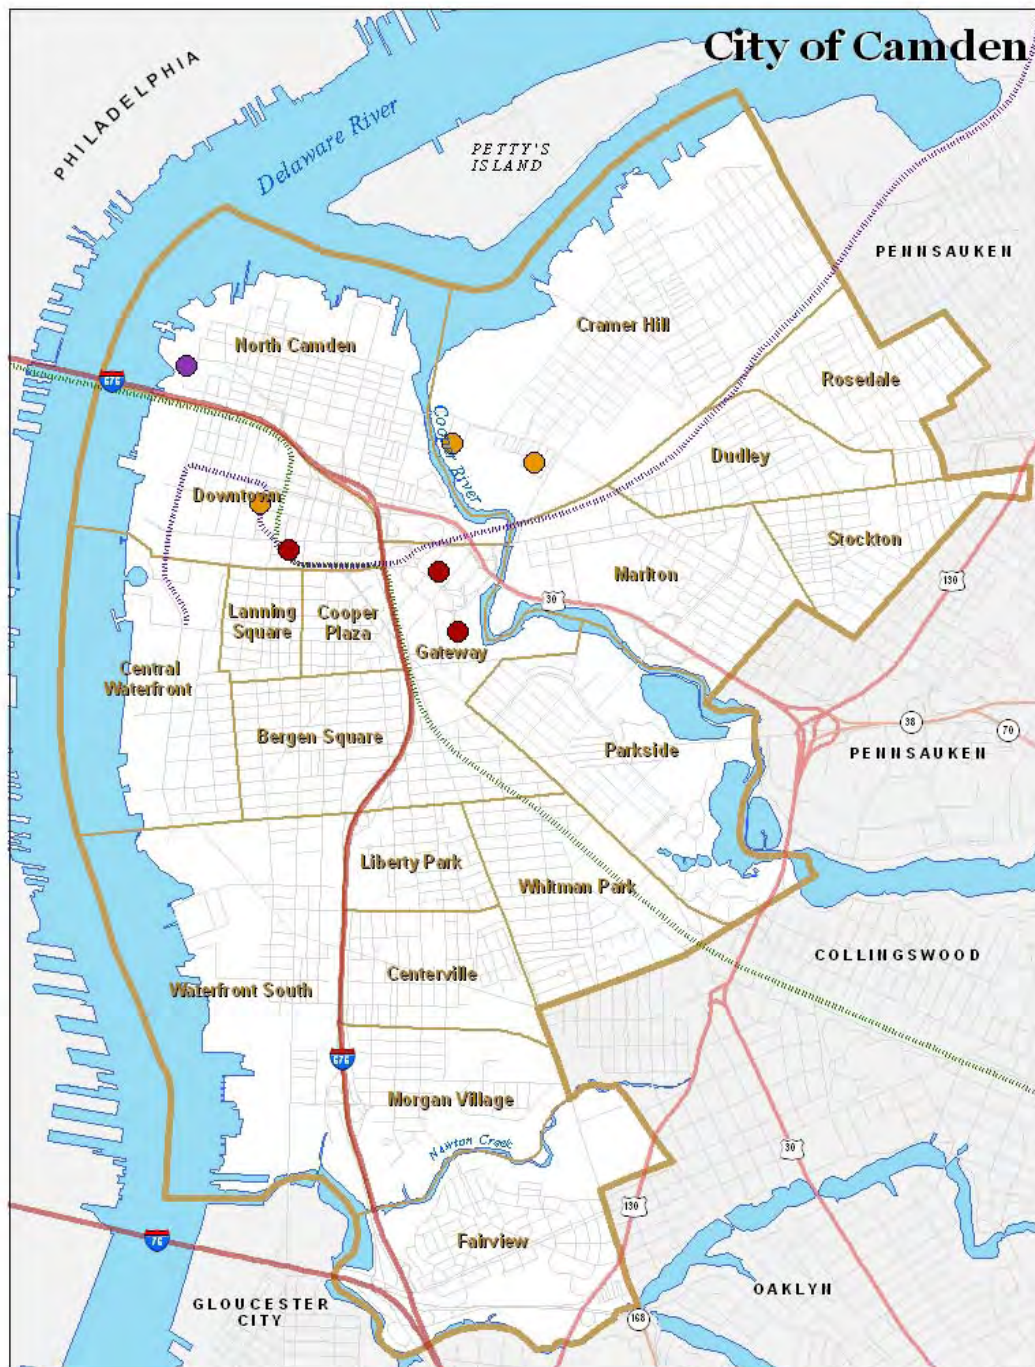 City of Camden
PHILADELPHIA
Delaware River
PETTY'S
ISLAND
PENNSAUKEN
Cramer Hill
North Camden
Rosedale
676
Cooper River
Dudley
Downtown
Stockton
Marlton
130
30
Lanning
Square
Cooper
Plaza
Gateway
Central
Waterfront
Bergen Square
Parkside
38
70
PENNSAUKEN
Liberty Park
Whitman Park
COLLINGSWOOD
Centerville
Waterfront South
676
Morgan Village
Newton Creek
30
130
Fairview
76
GLOUCESTER
CITY
OAKLYN
168